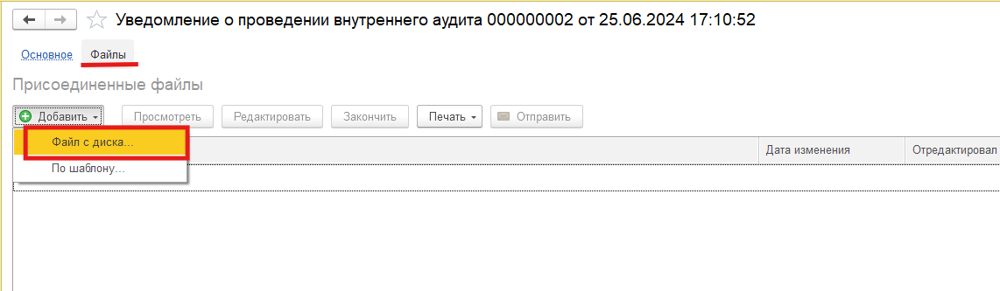 Уведомление о проведении внутреннего аудита 000000002 от 25.06.2024 17:10:52
Основное Файлы
Присоединенные файлы
Добавить Просмотреть Редактировать Закончить Печать Отправить
Файл с диска... Дата изменения Отредактировал
По шаблону...